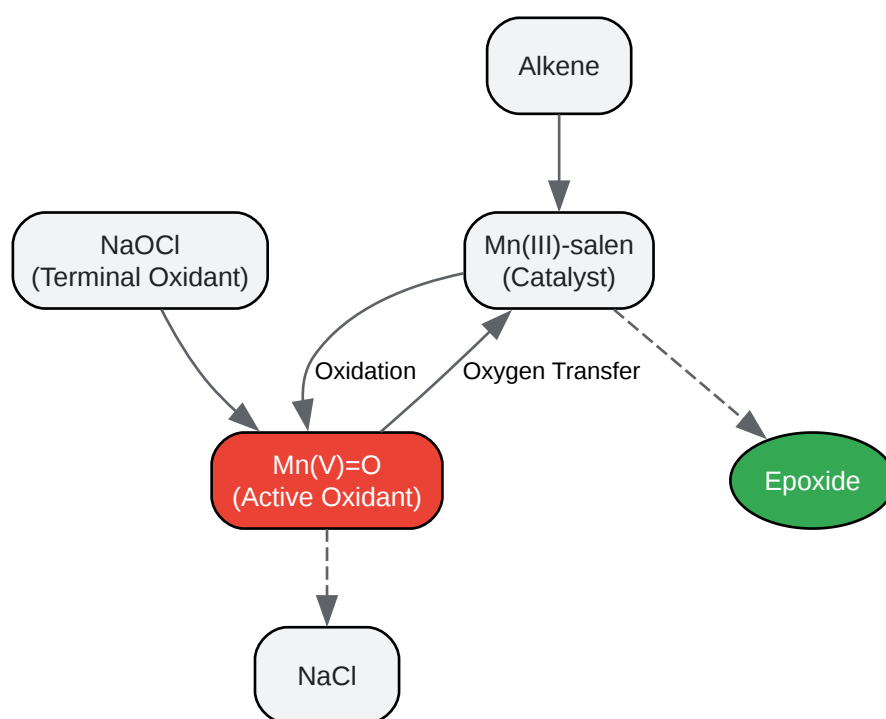 Alkene
NaOCl
(Terminal Oxidant)
Mn(III)-salen
(Catalyst)
Oxidation
Oxygen Transfer
Mn(V)=O
(Active Oxidant)
Epoxide
NaCl